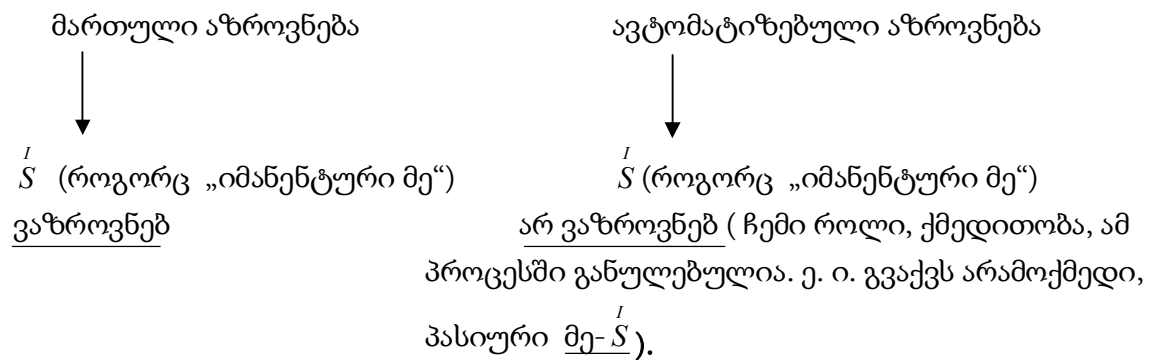 მართული აზროვნება ავტომატიზებული აზროვნება
I I
S (როგორც „იმანენტური მე“) S (როგორც „იმანენტური მე“)
ვაზროვნებ არ ვაზროვნებ ( ჩემი როლი, ქმედითობა, ამ
პროცესში განულებულია. ე. ი. გვაქვს არამოქმედი,
I
პასიური მე- S ).